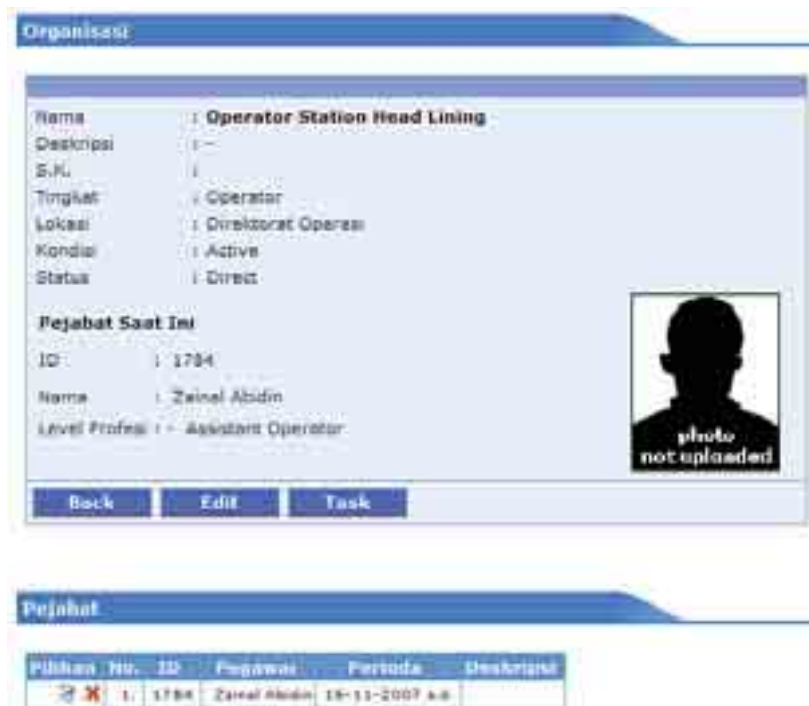 Organisasi
Nama : Operator Station Head Lining
Deskripsi : -
S.K. :
Tingkat : Operator
Lokasi : Direktorat Operasi
Kondisi : Active
Status : Direct
Pejabat Saat Ini
ID : 1784
Nama : Zainal Abidin
Level Profesi : - Assistant Operator
photo
not uploaded
Back Edit Task
Pejabat
Pilihan No. ID Pegawai Periode Deskripsi
1. 1784 Zainal Abidin 16-11-2007 s.d